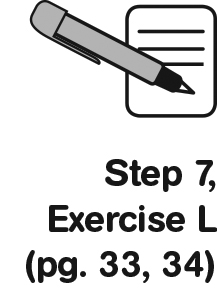 Step 7,
Exercise L
(pg. 33, 34)